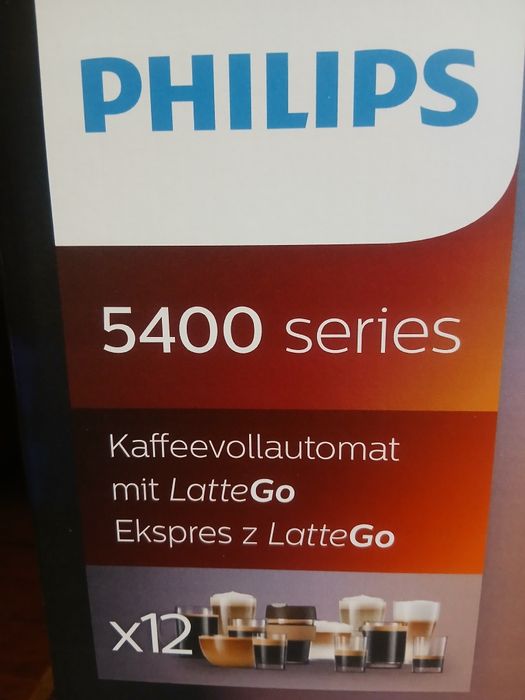 PHILIPS
5400 series
Kaffeevollautomat
mit LatteGo
Ekspres z LatteGo
x12